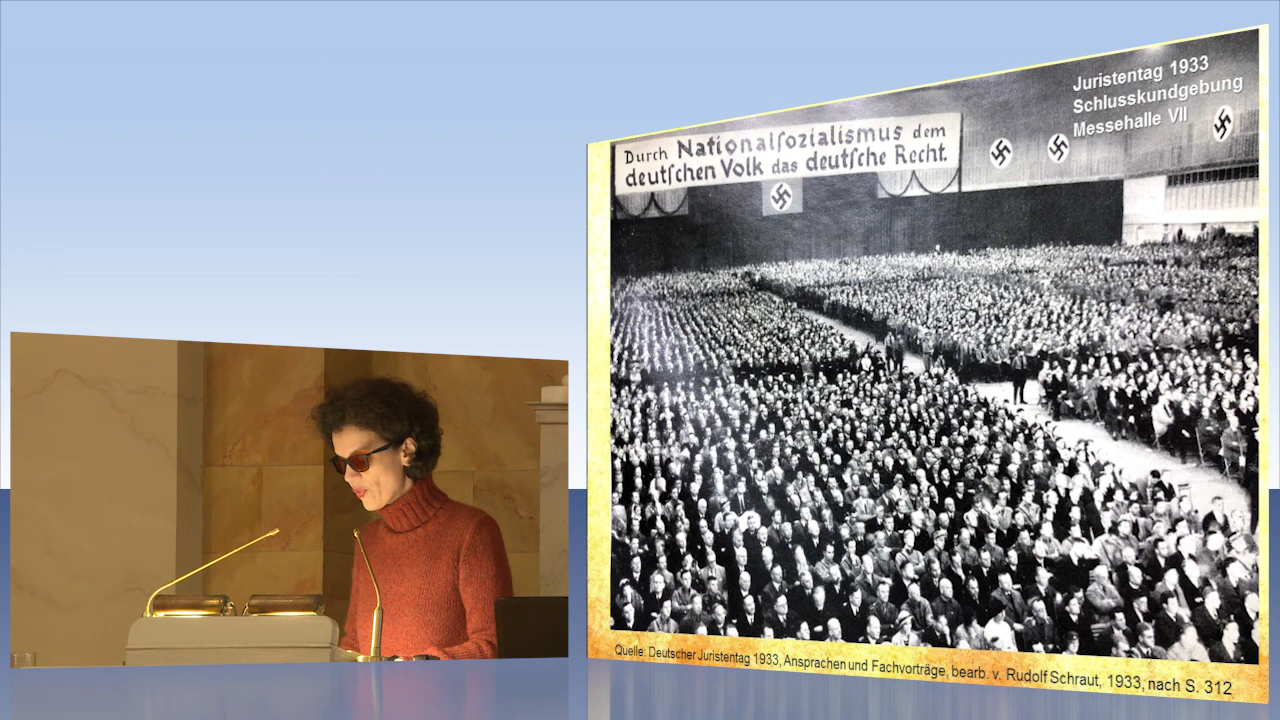 Juristentag 1933
Schlusskundgebung
Messehalle VII
Durch Nationalſozialismus dem
deutſchen Volk das deutſche Recht.
Quelle: Deutscher Juristentag 1933, Ansprachen und Fachvorträge, bearb. v. Rudolf Schraut, 1933, nach S. 312